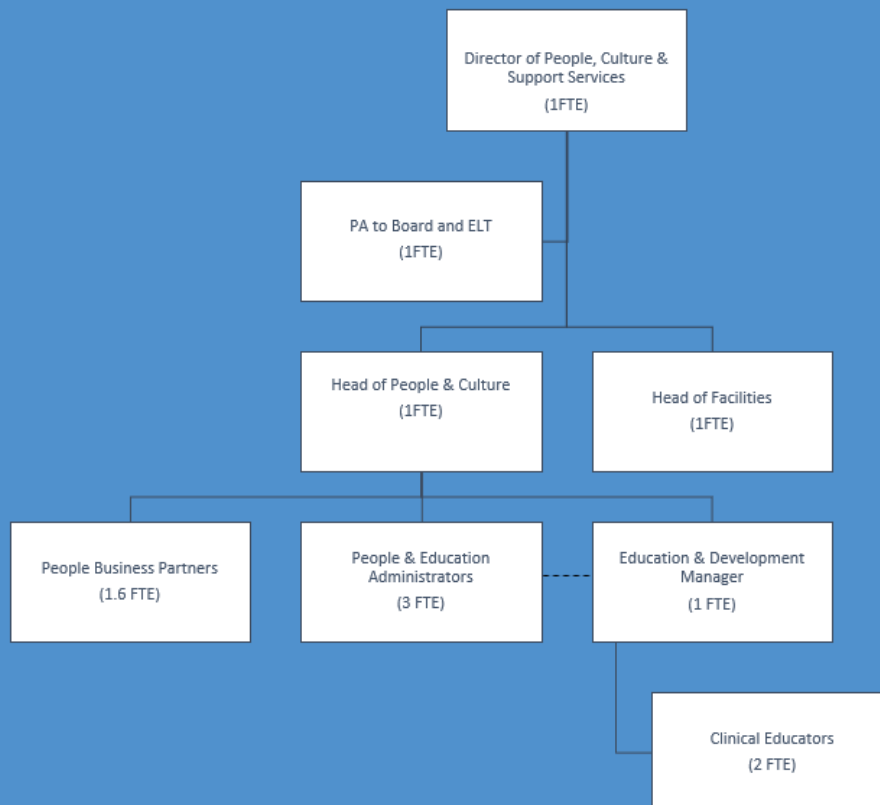 Director of People, Culture &
Support Services
(1FTE)
PA to Board and ELT
(1FTE)
Head of People & Culture
(1FTE)
Head of Facilities
(1FTE)
People Business Partners
(1.6 FTE)
People & Education
Administrators
(3 FTE)
Education & Development
Manager
(1 FTE)
Clinical Educators
(2 FTE)